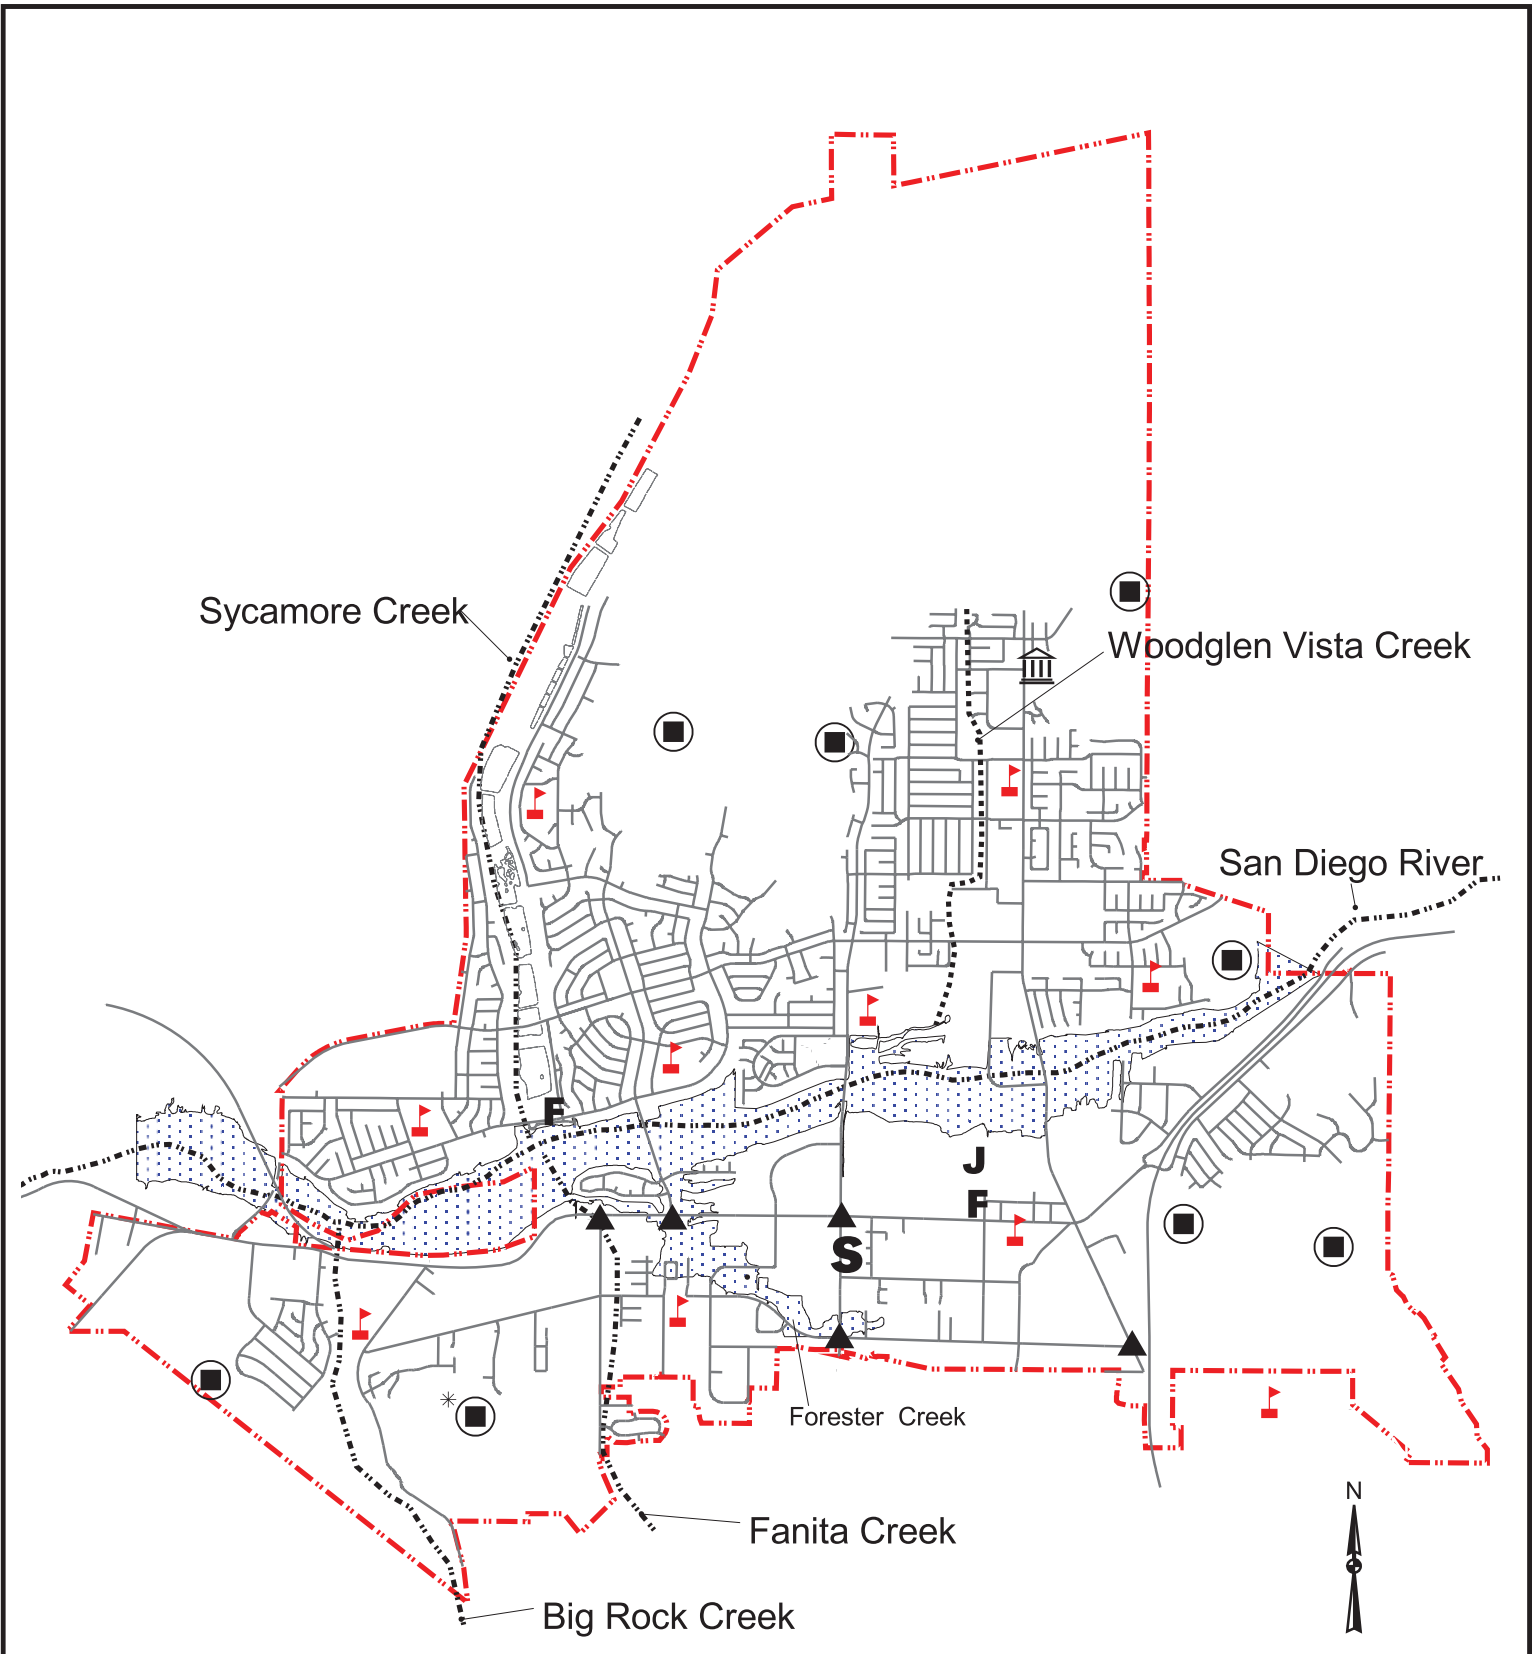 Sycamore Creek
Woodglen Vista Creek
San Diego River
F
J
F
S
Forester Creek
N
Fanita Creek
Big Rock Creek